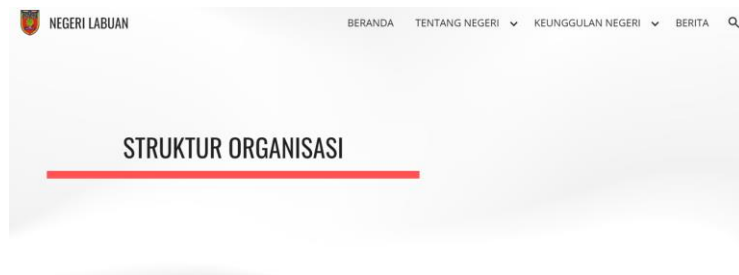 NEGERI LABUAN BERANDA TENTANG NEGERI KEUNGGULAN NEGERI BERITA
STRUKTUR ORGANISASI